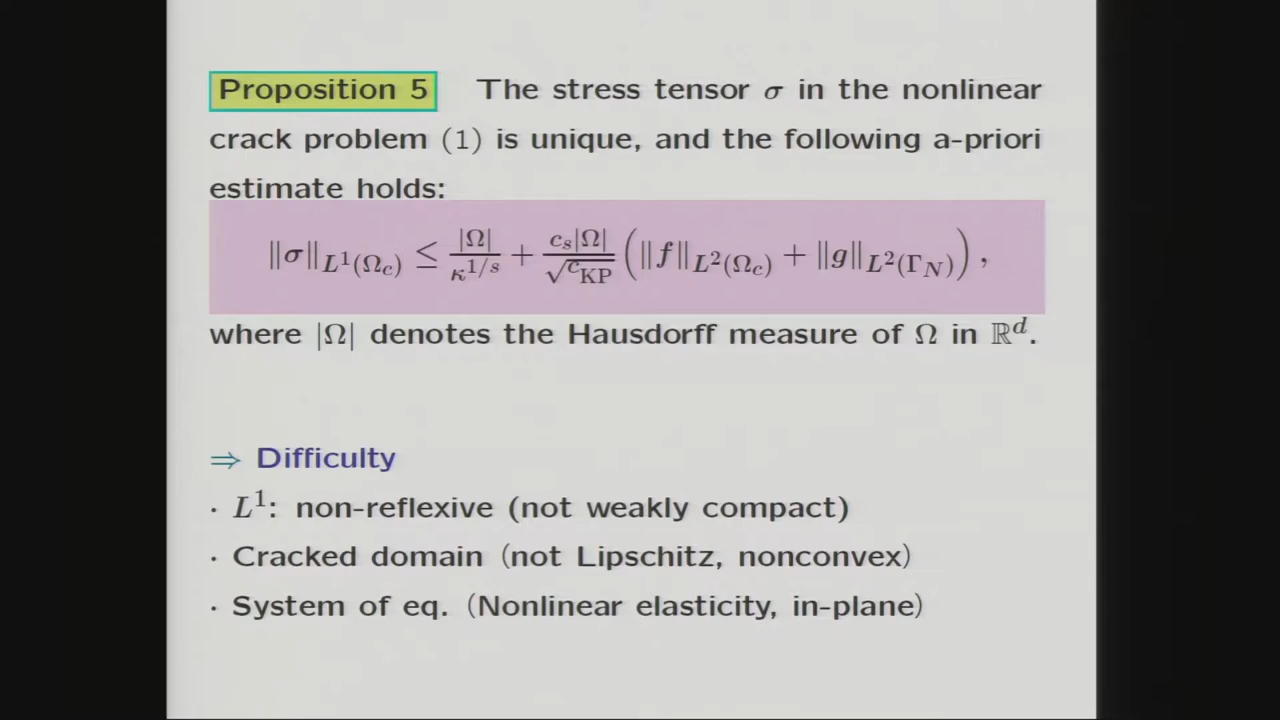 Proposition 5 The stress tensor σ in the nonlinear
crack problem (1) is unique, and the following a-priori
estimate holds:
‖σ‖_{L^1(Ω_c)} ≤ |Ω|/κ^{1/s} + c_s|Ω|/√c_{KP} (‖f‖_{L^2(Ω_c)} + ‖g‖_{L^2(Γ_N)}),
where |Ω| denotes the Hausdorff measure of Ω in ℝ^d.
⇒ Difficulty
· L^1: non-reflexive (not weakly compact)
· Cracked domain (not Lipschitz, nonconvex)
· System of eq. (Nonlinear elasticity, in-plane)